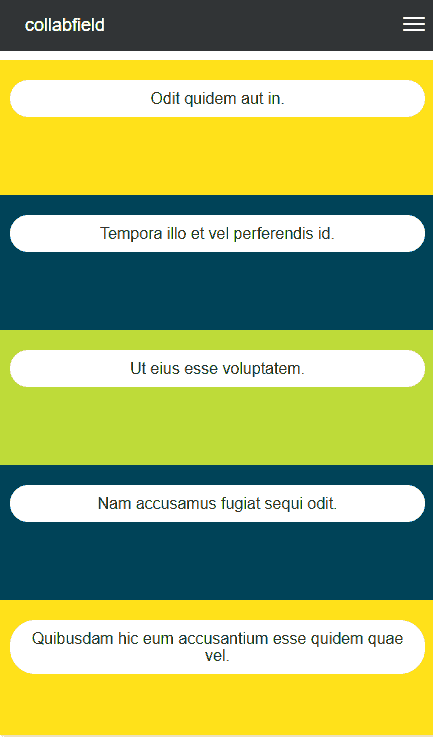 collabfield
Odit quidem aut in.
Tempora illo et vel perferendis id.
Ut eius esse voluptatem.
Nam accusamus fugiat sequi odit.
Quibusdam hic eum accusantium esse quidem quae
vel.